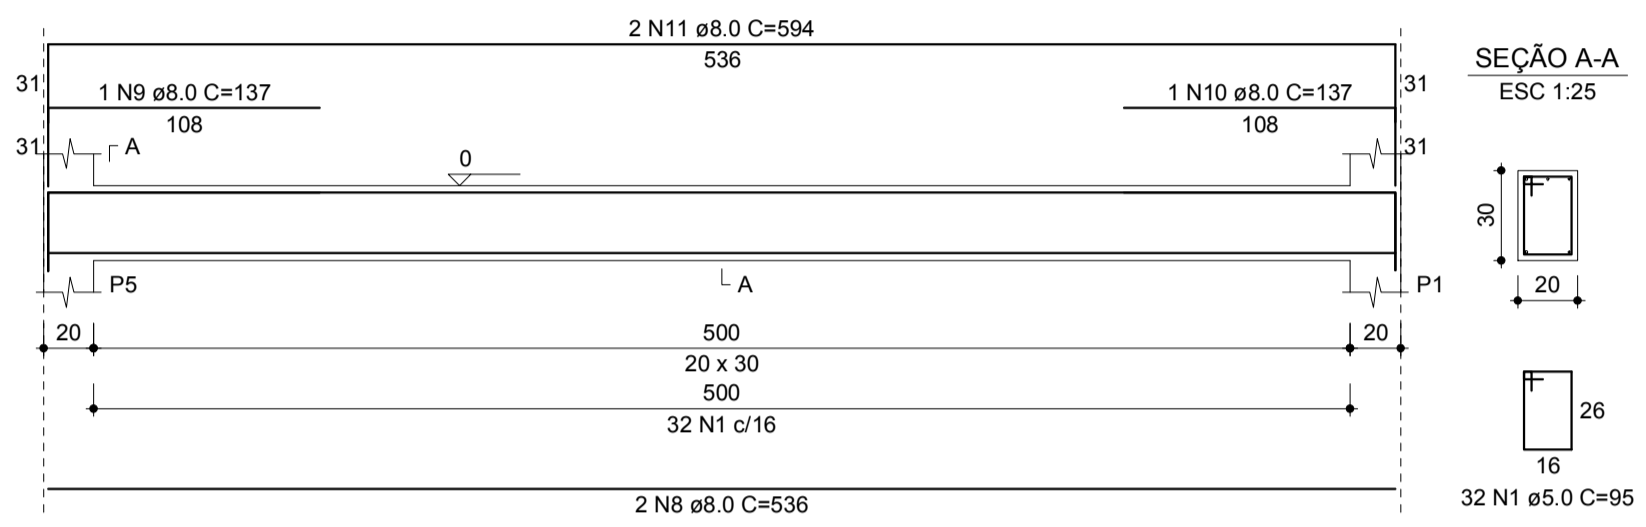 2 N11 ø8.0 C=594
536
SEÇÃO A-A
ESC 1:25
31
31
1 N9 ø8.0 C=137
108
1 N10 ø8.0 C=137
108
31
31
A
0
P5
A
P1
30
20
20
500
20
20 x 30
500
32 N1 c/16
26
16
2 N8 ø8.0 C=536
32 N1 ø5.0 C=95